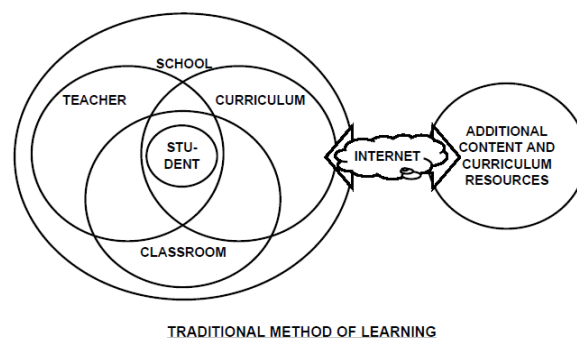 SCHOOL
TEACHER
CURRICULUM
STU-
DENT
CLASSROOM
INTERNET
ADDITIONAL
CONTENT AND
CURRICULUM
RESOURCES
TRADITIONAL METHOD OF LEARNING